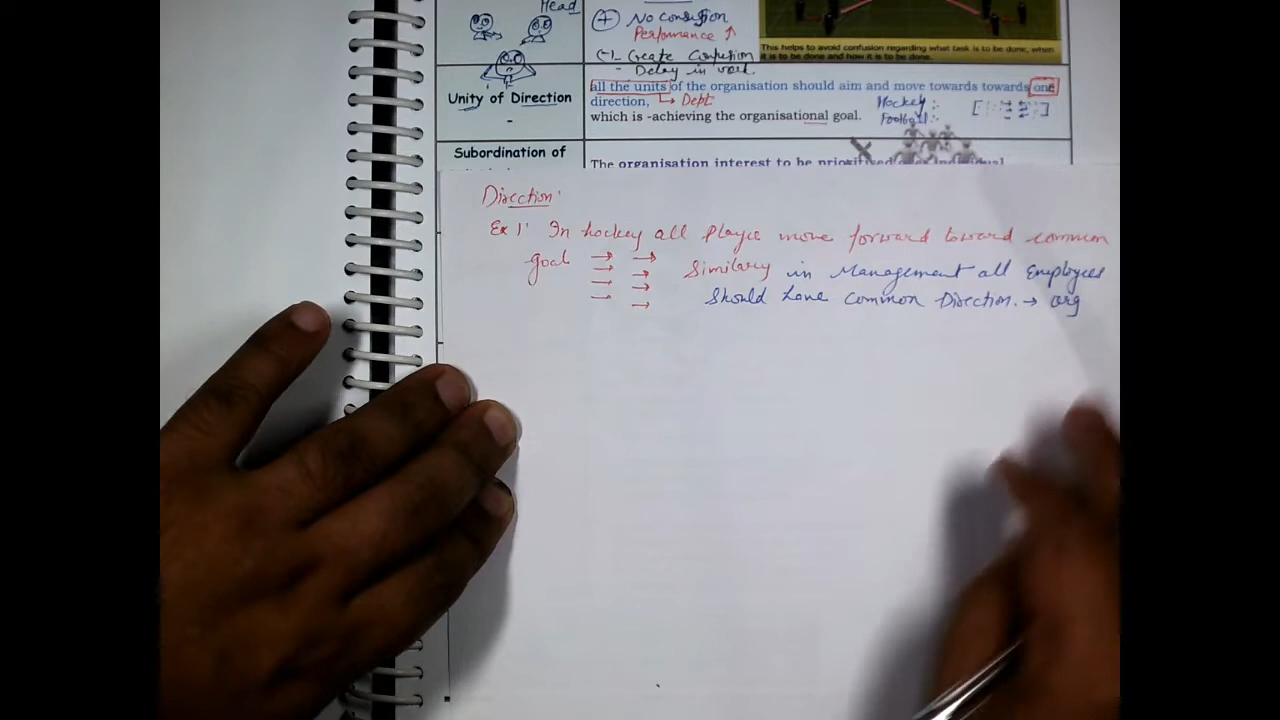 Head
(+) No confusion
Performance ↑
(-) Create Confusion
- Delay in work
This helps to avoid confusion regarding what task is to be done, when
it is to be done and how it is to be done.
Unity of Direction
-
all the units of the organisation should aim and move towards towards one
direction, → Dept
which is -achieving the organisational goal.
Hockey :
Football :
Subordination of
The organisation interest to be prioritised over individual
Direction:
Ex 1: In hockey all Playce move forward toward common
goal → →
Similary in Management all Employees
Should have Common Direction. → org